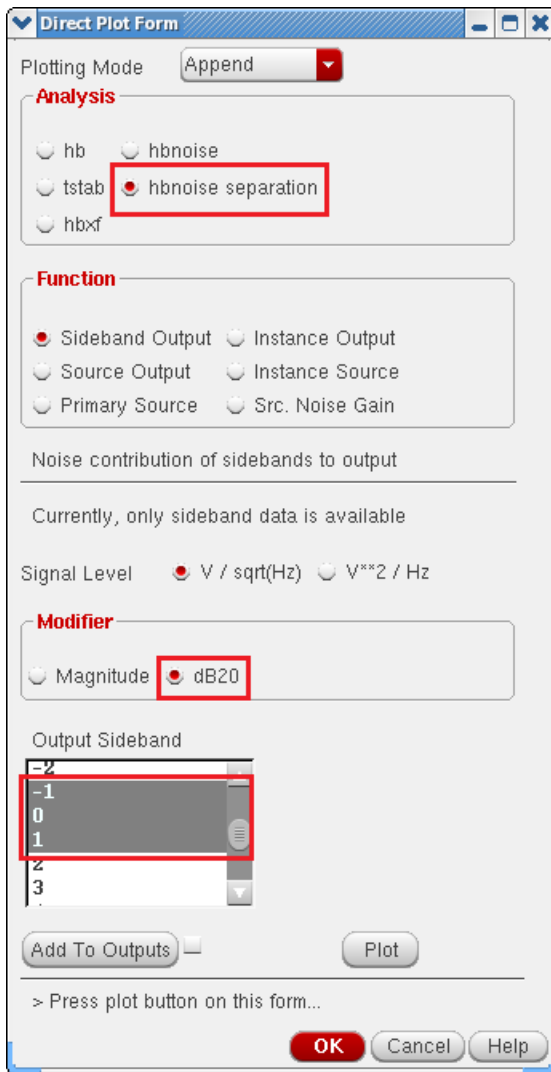 Direct Plot Form
Plotting Mode Append
Analysis
hb hbnoise
tstab hbnoise separation
hbxf
Function
Sideband Output Instance Output
Source Output Instance Source
Primary Source Src. Noise Gain
Noise contribution of sidebands to output
Currently, only sideband data is available
Signal Level V / sqrt(Hz) V**2 / Hz
Modifier
Magnitude dB20
Output Sideband
-2
-1
0
1
2
3
Add To Outputs Plot
> Press plot button on this form...
OK Cancel Help